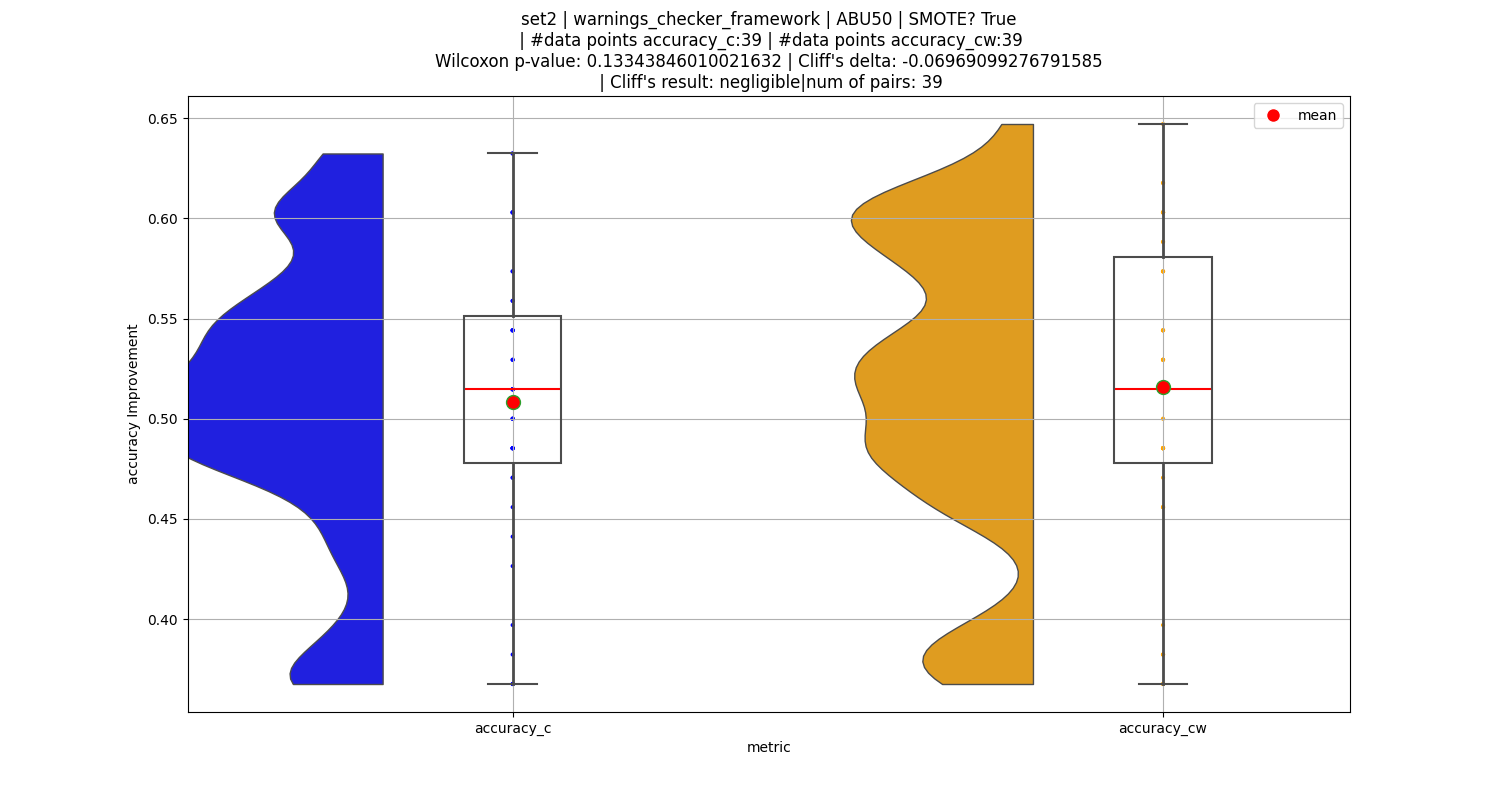 set2 | warnings_checker_framework | ABU50 | SMOTE? True
| #data points accuracy_c:39 | #data points accuracy_cw:39
Wilcoxon p-value: 0.13343846010021632 | Cliff's delta: -0.06969099276791585
| Cliff's result: negligible|num of pairs: 39
mean
accuracy Improvement
0.65
0.60
0.55
0.50
0.45
0.40
accuracy_c
accuracy_cw
metric